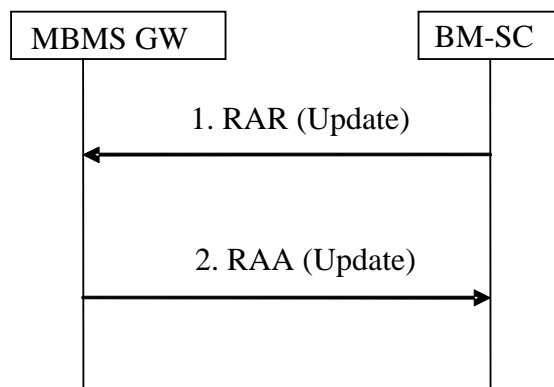 MBMS GW
BM-SC
1. RAR (Update)
2. RAA (Update)